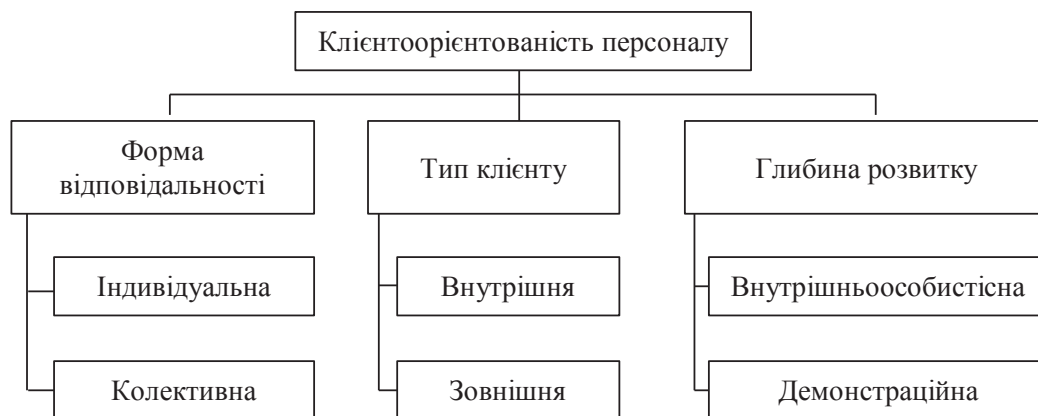 Клієнтоорієнтованість персоналу
Форма
відповідальності
Тип клієнту
Глибина розвитку
Індивідуальна
Внутрішня
Внутрішньоособистісна
Колективна
Зовнішня
Демонстраційна